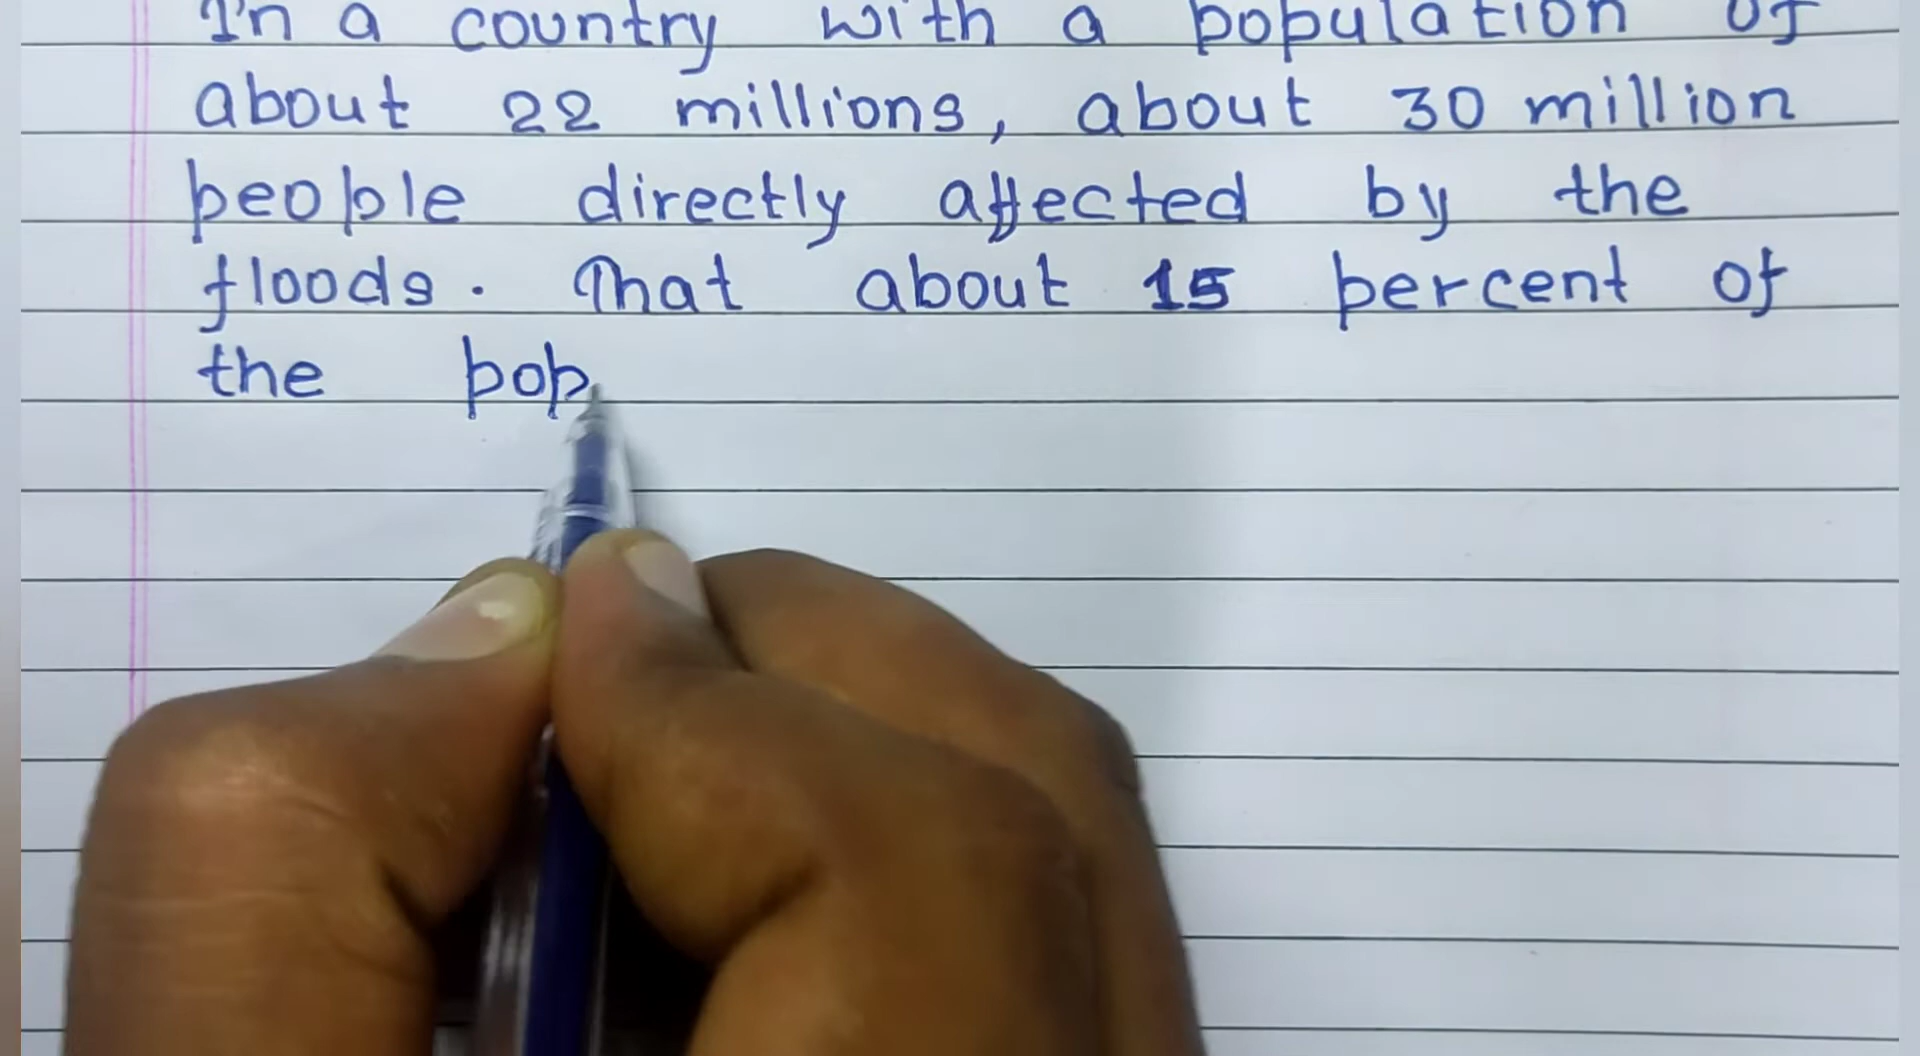 In a country with a population of
about 22 millions, about 30 million
people directly affected by the
floods. That about 15 percent of
the pop